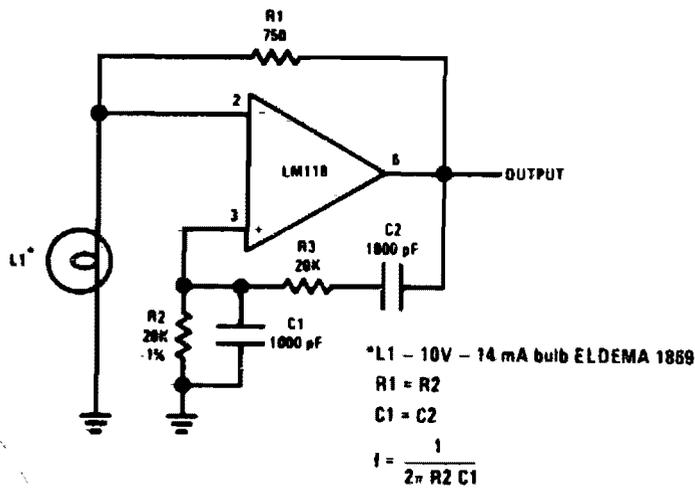 R1
750
2
−
LM118
6
OUTPUT
3
+
C2
1000 pF
R3
20K
L1*
R2
20K
1%
C1
1000 pF
*L1 – 10V – 14 mA bulb ELDEMA 1869
R1 = R2
C1 = C2
f = 1 / 2π R2 C1